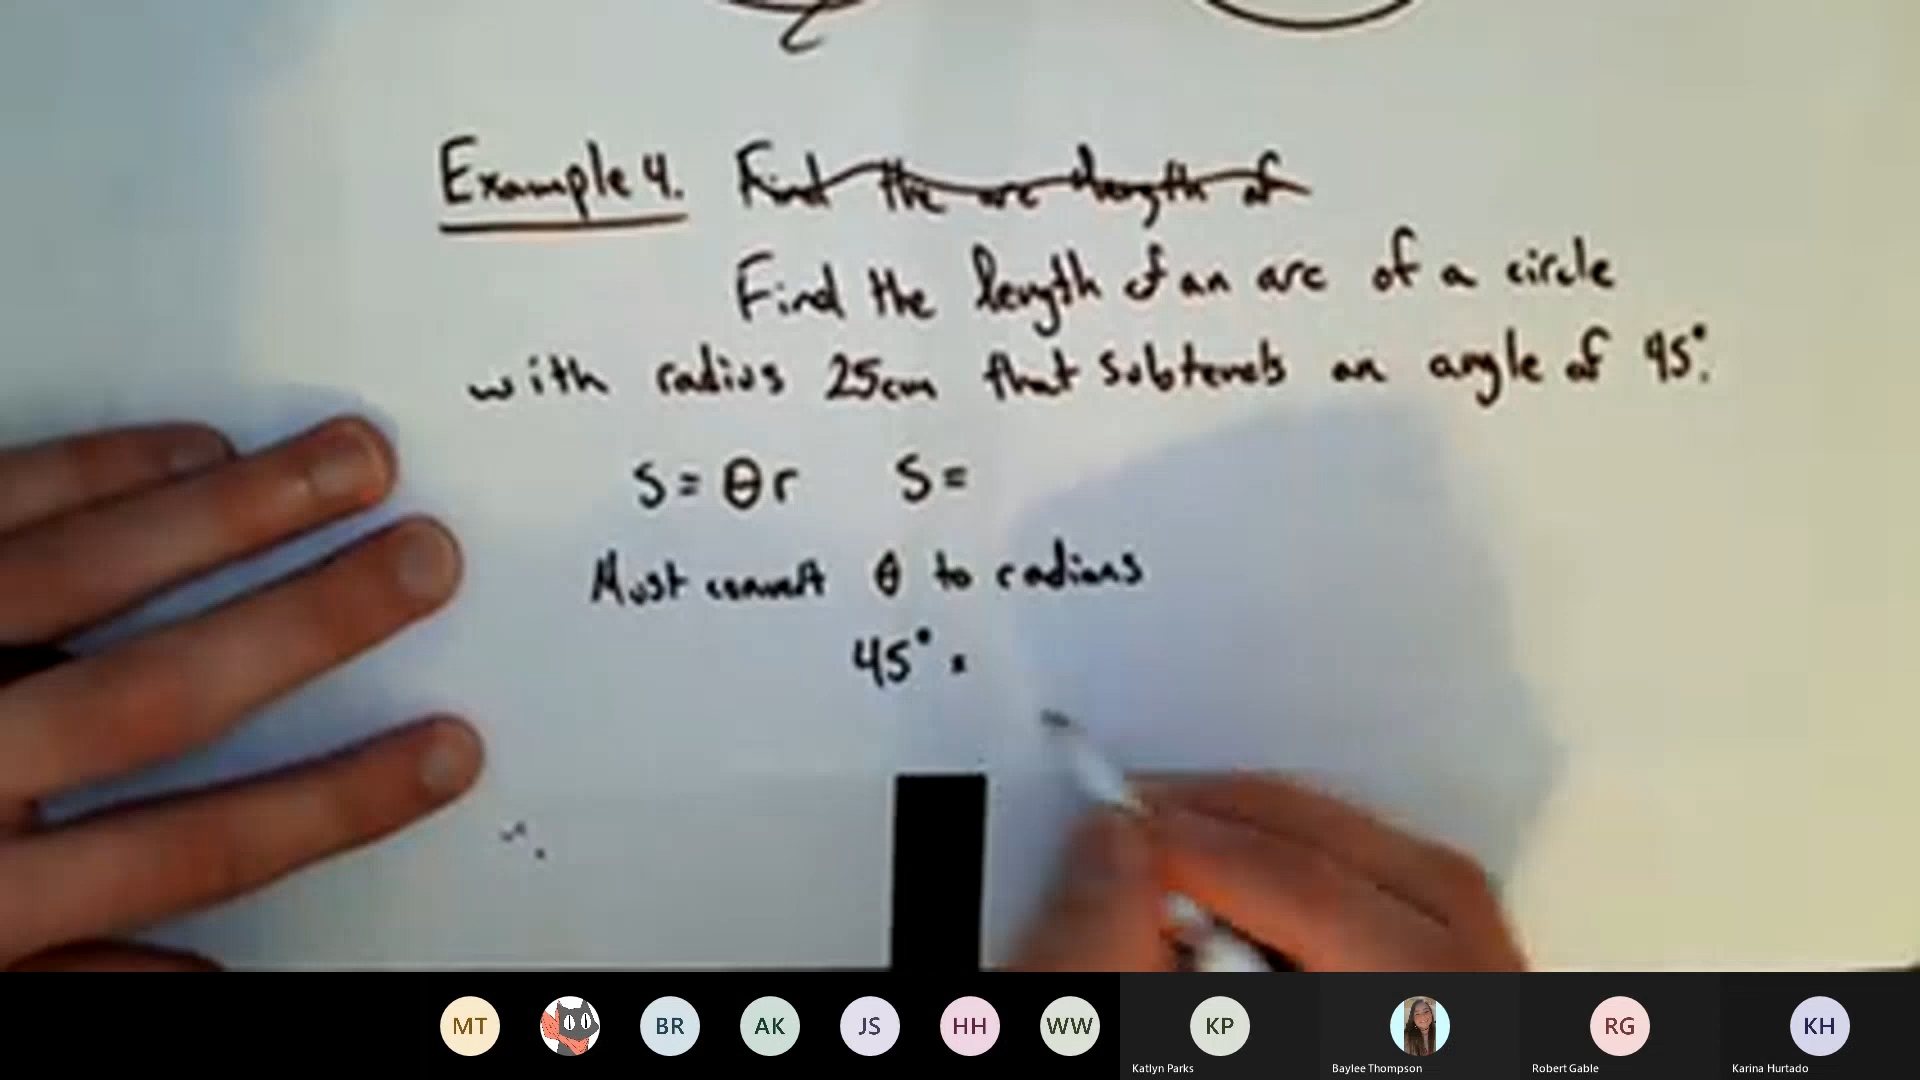 Example 4. Find the arc length of
Find the length of an arc of a circle
with radius 25cm that subtends an angle of 45°.
S = θr S =
Must convert θ to radians
45° ·
MT BR AK JS HH WW KP RG KH
Katlyn Parks Baylee Thompson Robert Gable Karina Hurtado